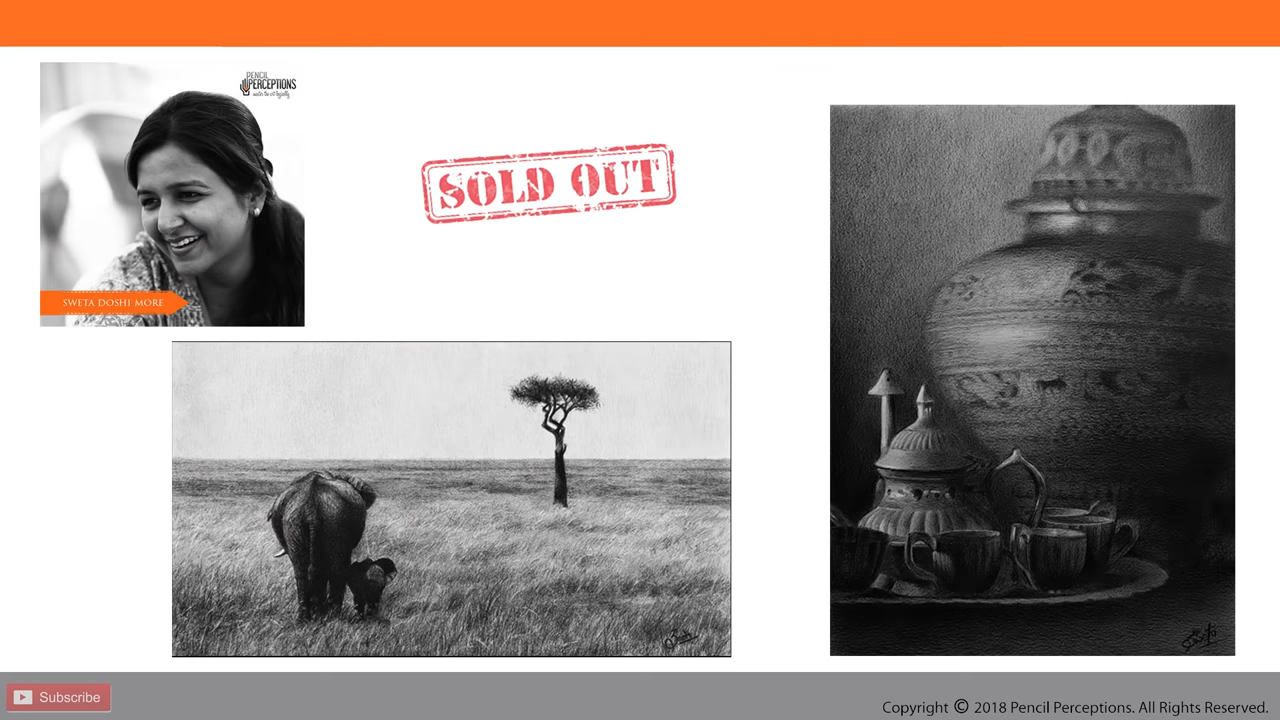 PENCIL
PERCEPTIONS
SOLD OUT
SWETA DOSHI MORE
Subscribe
Copyright © 2018 Pencil Perceptions. All Rights Reserved.